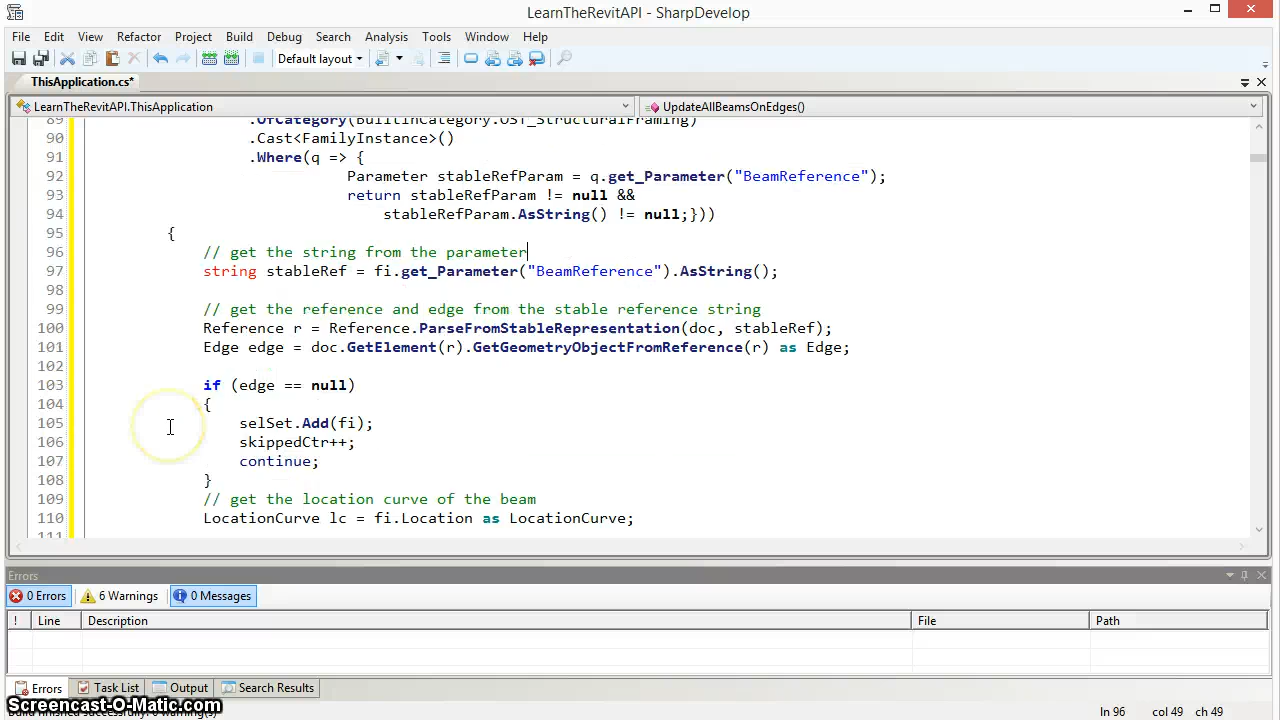 LearnTheRevitAPI - SharpDevelop
File Edit View Refactor Project Build Debug Search Analysis Tools Window Help
Default layout
ThisApplication.cs*
LearnTheRevitAPI.ThisApplication UpdateAllBeamsOnEdges()
89 .OfCategory(BuiltInCategory.OST_StructuralFraming)
90 .Cast<FamilyInstance>()
91 .Where(q => {
92 Parameter stableRefParam = q.get_Parameter("BeamReference");
93 return stableRefParam != null &&
94 stableRefParam.AsString() != null;}))
95 {
96 // get the string from the parameter
97 string stableRef = fi.get_Parameter("BeamReference").AsString();
98
99 // get the reference and edge from the stable reference string
100 Reference r = Reference.ParseFromStableRepresentation(doc, stableRef);
101 Edge edge = doc.GetElement(r).GetGeometryObjectFromReference(r) as Edge;
102
103 if (edge == null)
104 {
105 selSet.Add(fi);
106 skippedCtr++;
107 continue;
108 }
109 // get the location curve of the beam
110 LocationCurve lc = fi.Location as LocationCurve;
111
Errors
0 Errors 6 Warnings 0 Messages
! Line Description File Path
Errors Task List Output Search Results
Screencast-O-Matic.com
ln 96 col 49 ch 49